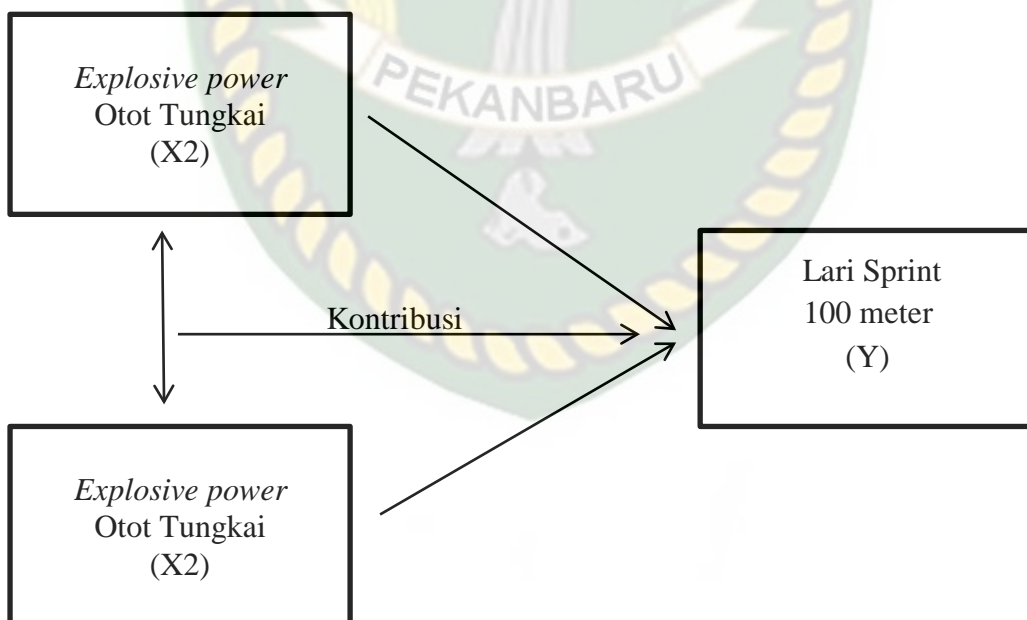 PEKANBARU
Explosive power
Otot Tungkai
(X2)
Kontribusi
Lari Sprint
100 meter
(Y)
Explosive power
Otot Tungkai
(X2)